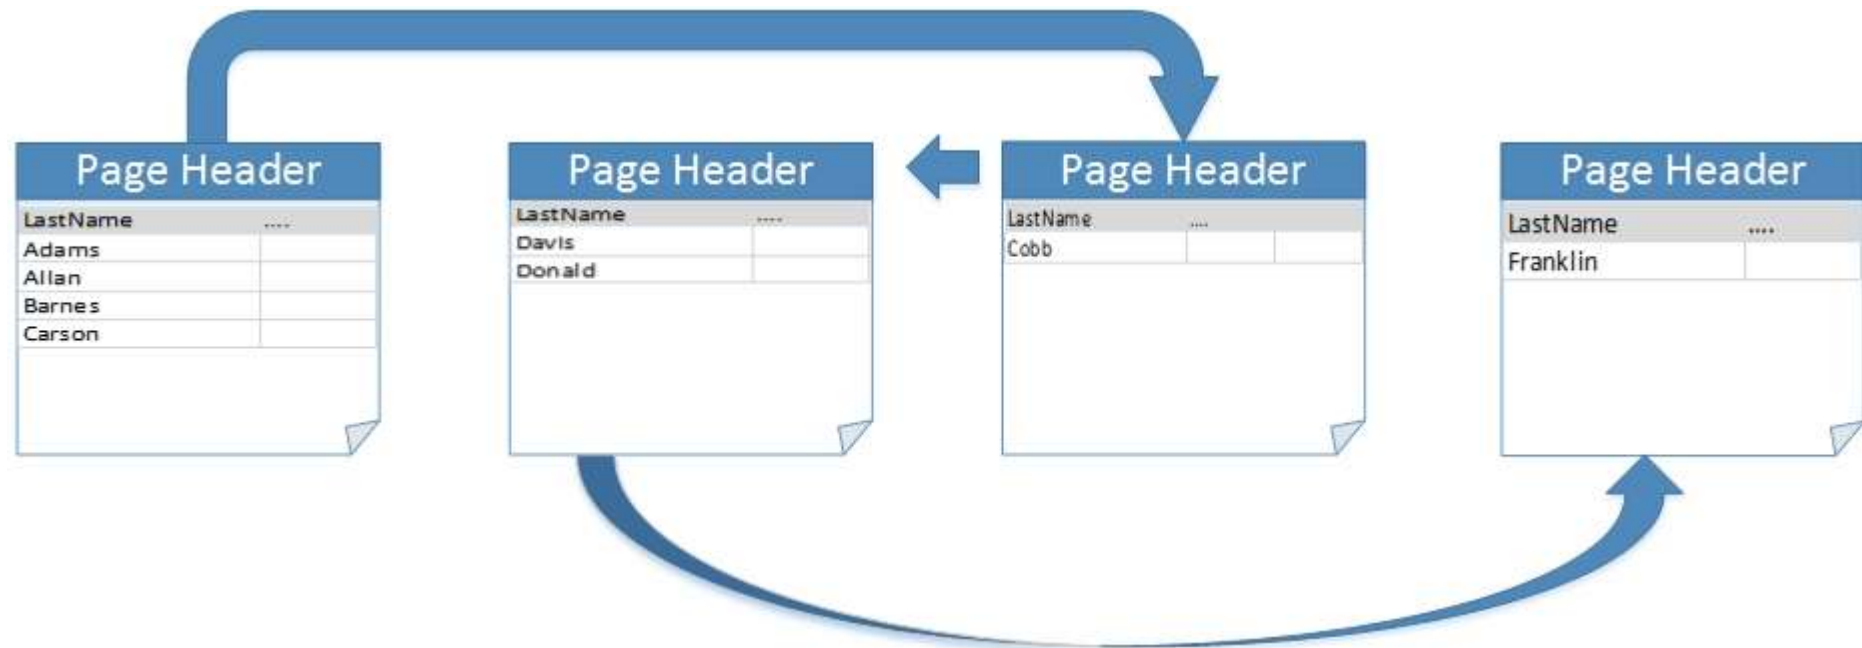 Page Header
LastName ....
Adams
Allan
Barnes
Carson
Page Header
LastName ....
Davis
Donald
Page Header
LastName ....
Cobb
Page Header
LastName ....
Franklin